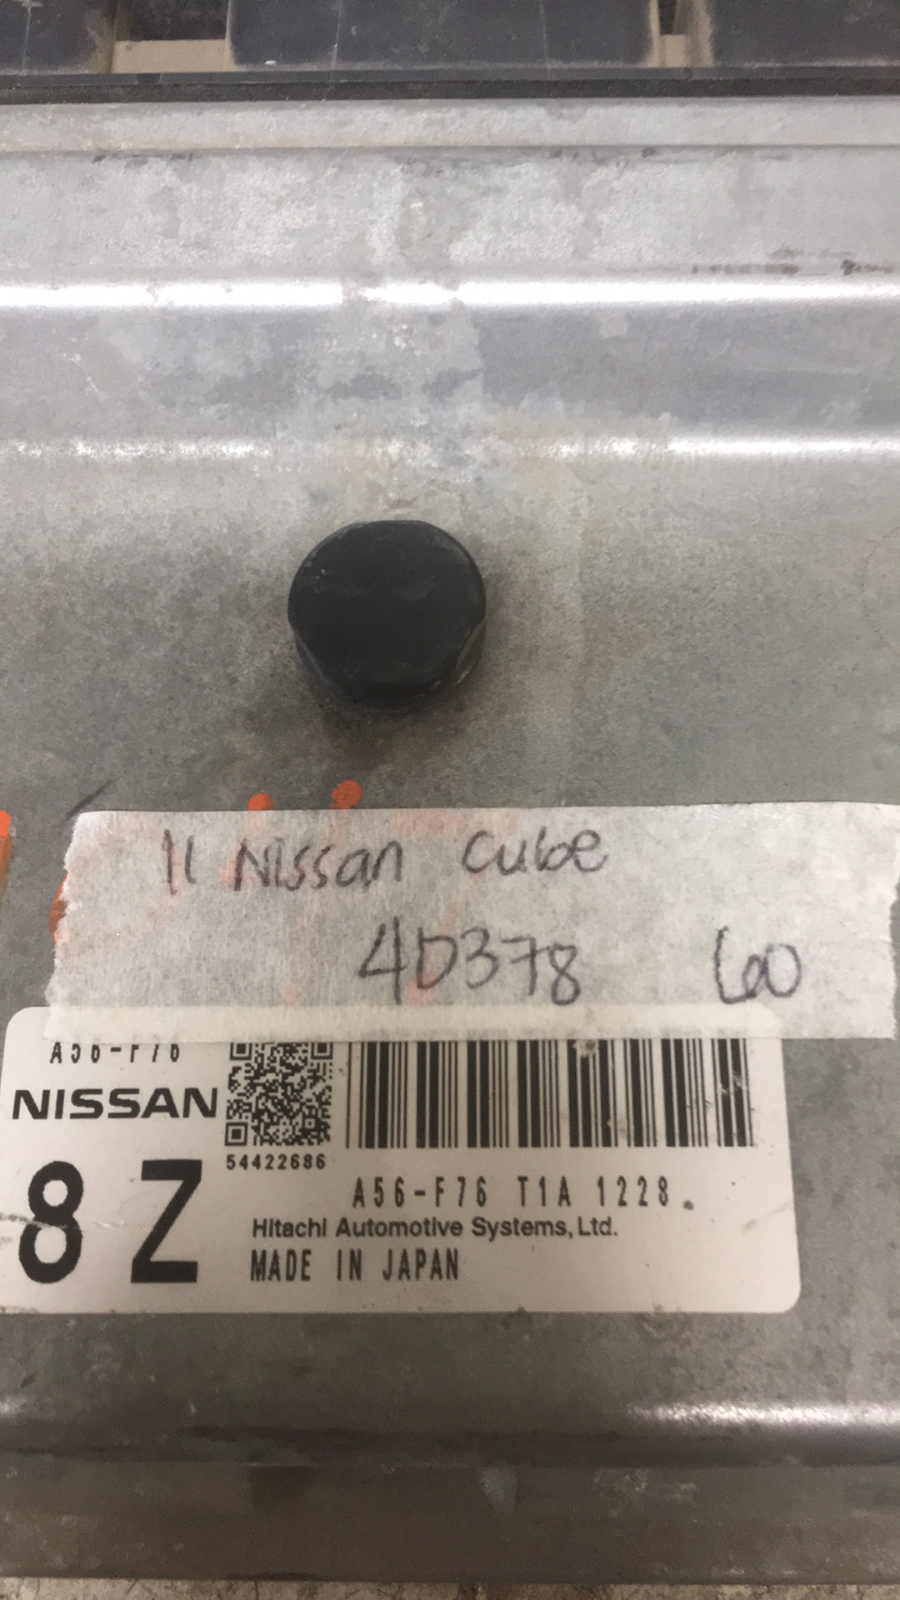 11 Nissan Cube
4D378 60
A56-F76
NISSAN
54422686
8Z
A56-F76 T1A 1228.
Hitachi Automotive Systems, Ltd.
MADE IN JAPAN